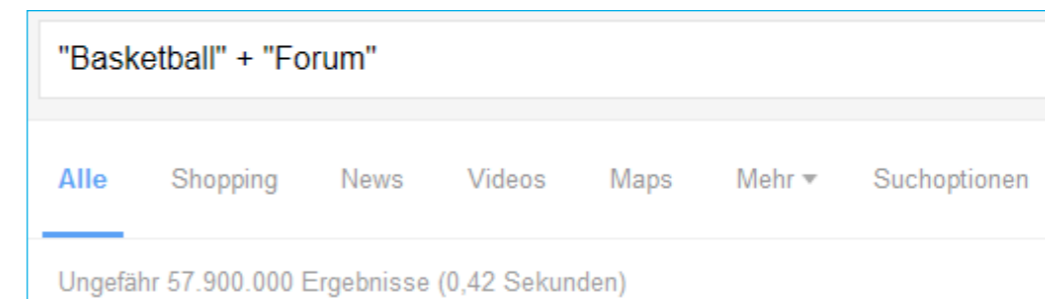 "Basketball" + "Forum"
Alle Shopping News Videos Maps Mehr Suchoptionen
Ungefähr 57.900.000 Ergebnisse (0,42 Sekunden)